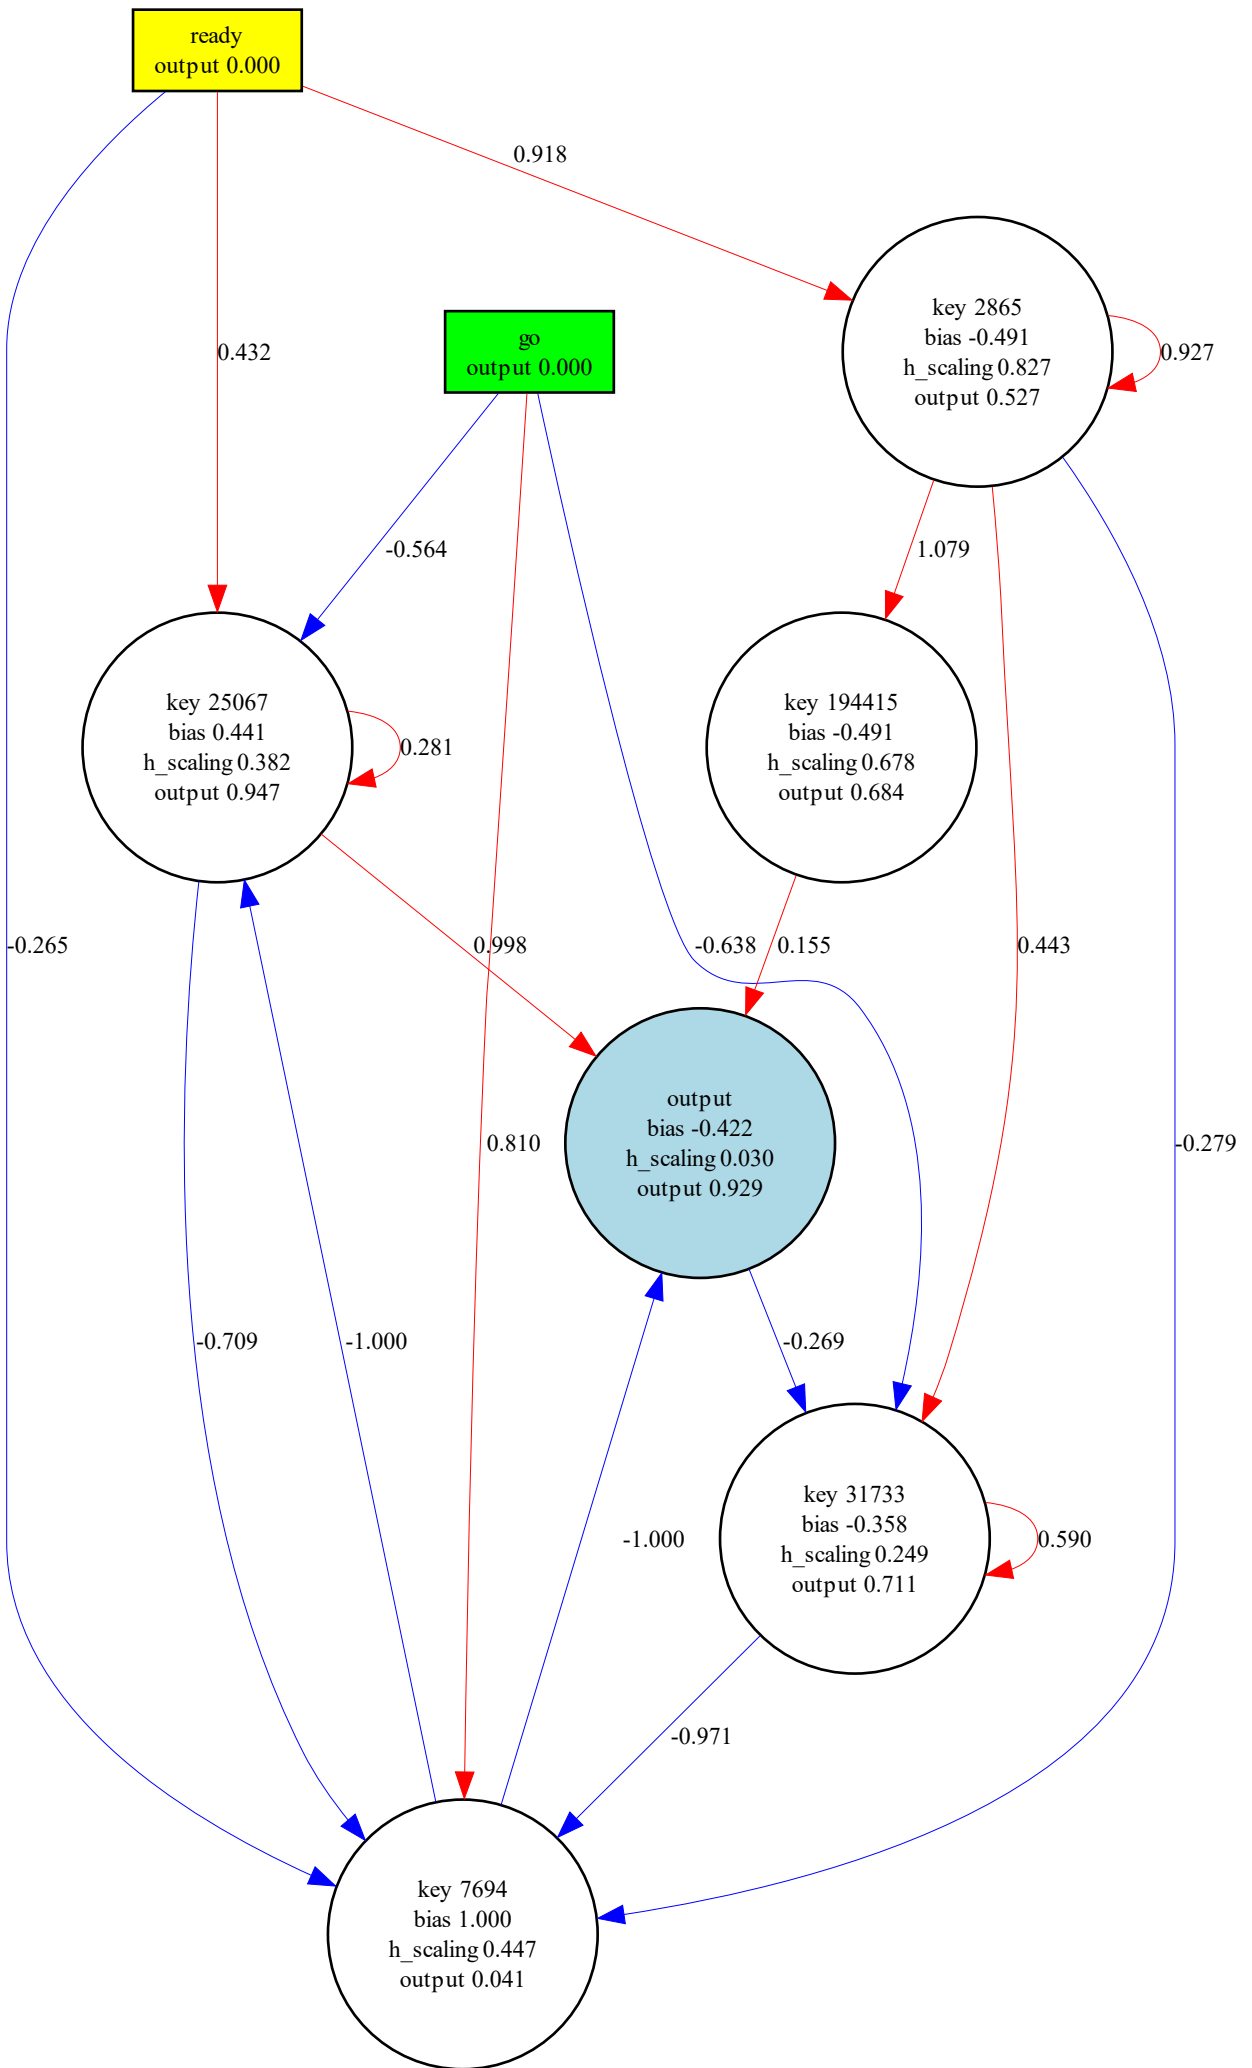 ready
output 0.000
0.918
go
output 0.000
key 2865
bias -0.491
h_scaling 0.827
output 0.527
0.432
0.927
-0.564
1.079
key 25067
bias 0.441
h_scaling 0.382
output 0.947
0.281
key 194415
bias -0.491
h_scaling 0.678
output 0.684
-0.265
0.998
-0.638
0.155
0.443
output
bias -0.422
h_scaling 0.030
output 0.929
0.810
-0.279
-0.709
-1.000
-0.269
-1.000
key 31733
bias -0.358
h_scaling 0.249
output 0.711
0.590
-0.971
key 7694
bias 1.000
h_scaling 0.447
output 0.041